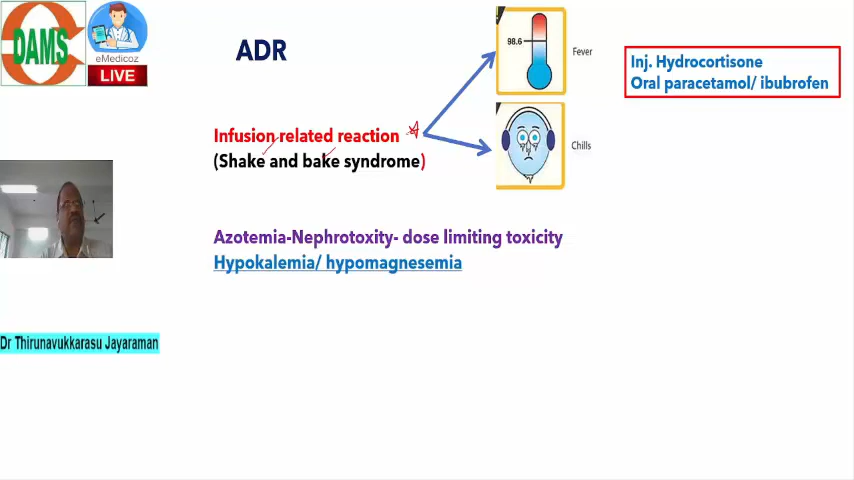 DAMS
eMedicoz
LIVE
ADR
98.6
Fever
Inj. Hydrocortisone
Oral paracetamol/ ibubrofen
Infusion related reaction
(Shake and bake syndrome)
Chills
Azotemia-Nephrotoxity- dose limiting toxicity
Hypokalemia/ hypomagnesemia
Dr Thirunavukkarasu Jayaraman